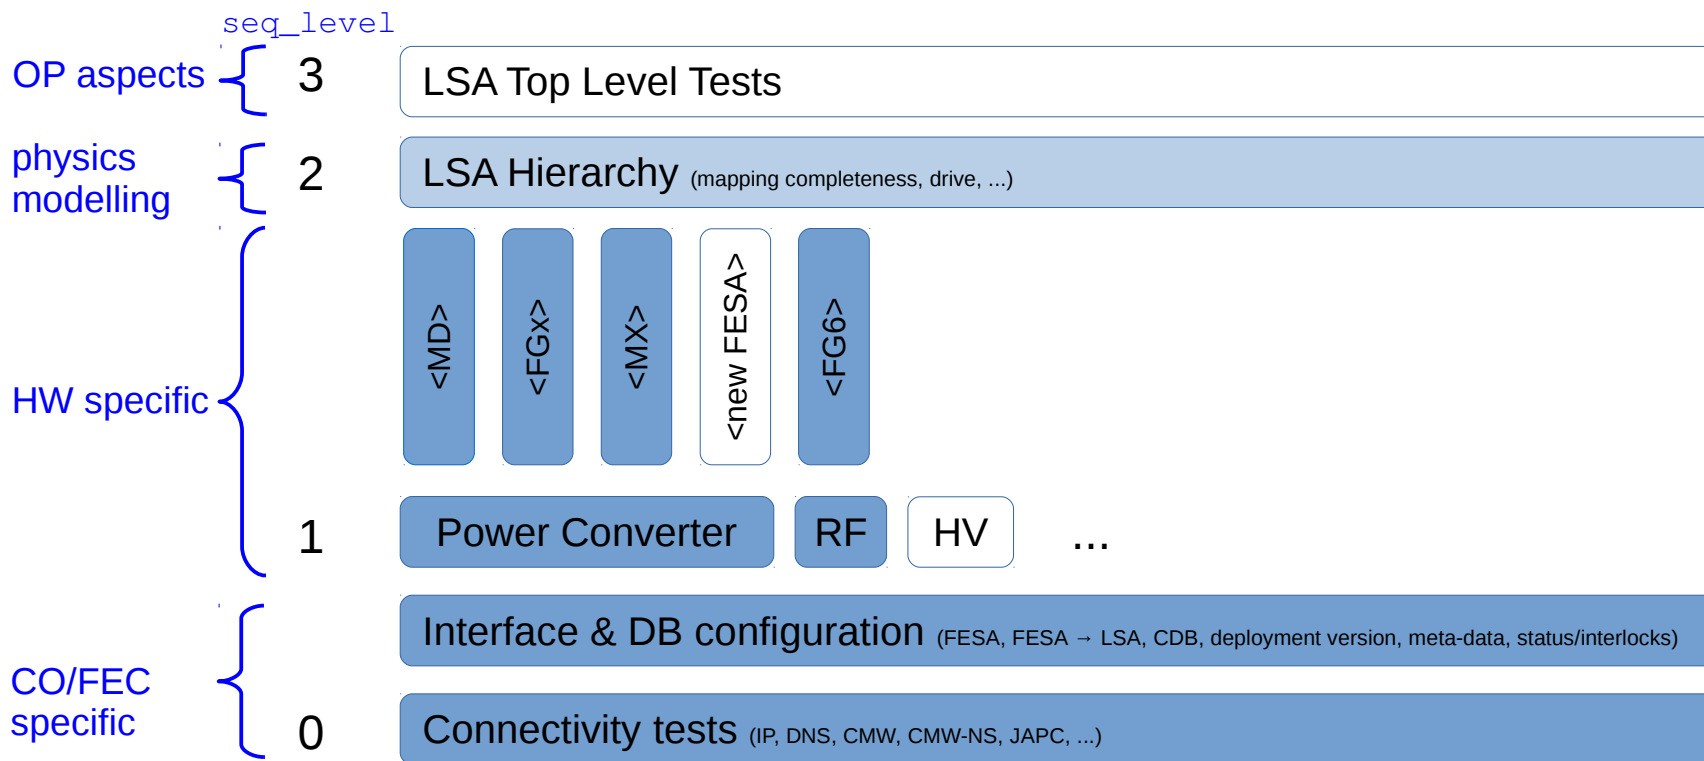 seq_level
OP aspects
3
LSA Top Level Tests
physics
modelling
2
LSA Hierarchy (mapping completeness, drive, ...)
HW specific
<MD>
<FGx>
<MX>
<new FESA>
<FG6>
1
Power Converter
RF
HV
...
Interface & DB configuration (FESA, FESA → LSA, CDB, deployment version, meta-data, status/interlocks)
CO/FEC
specific
0
Connectivity tests (IP, DNS, CMW, CMW-NS, JAPC, ...)